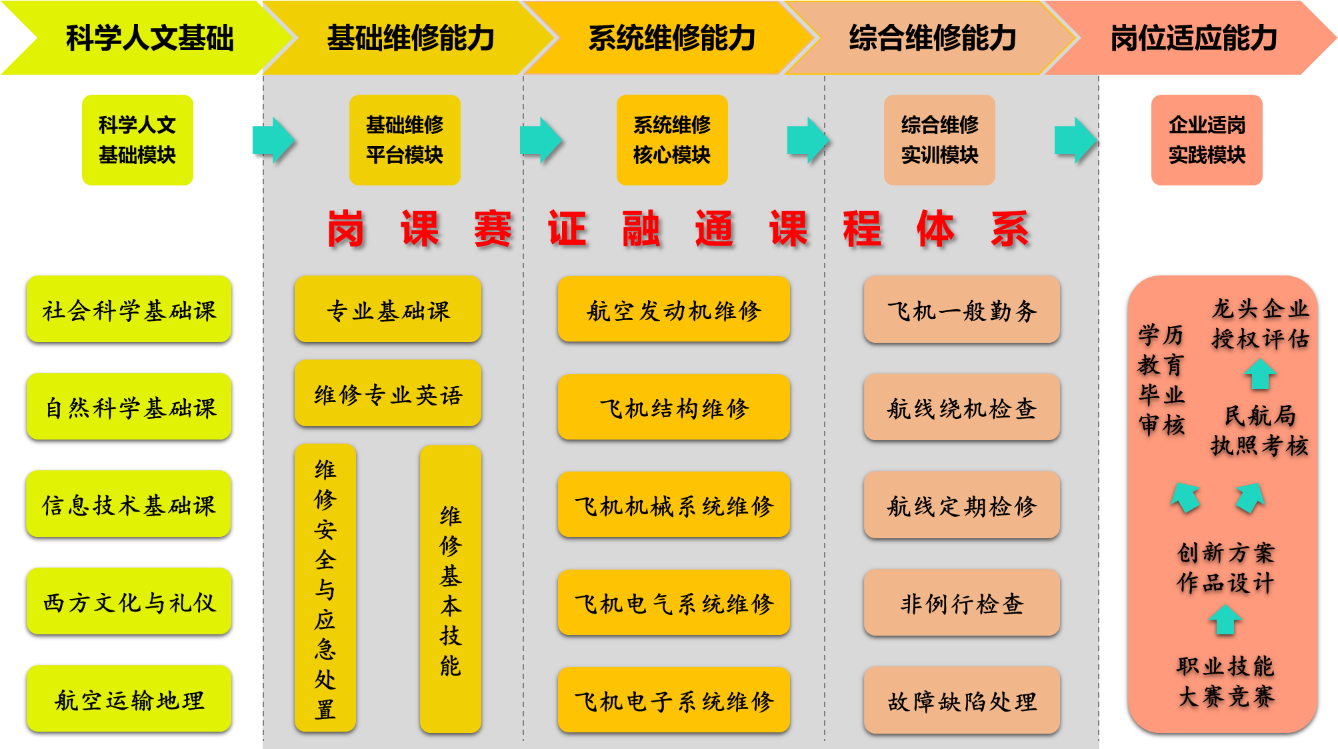 科学人文基础
基础维修能力
系统维修能力
综合维修能力
岗位适应能力
科学人文
基础模块
基础维修
平台模块
系统维修
核心模块
综合维修
实训模块
企业适岗
实践模块
岗课赛证融通课程体系
社会科学基础课
自然科学基础课
信息技术基础课
西方文化与礼仪
航空运输地理
专业基础课
维修专业英语
维修安全与应急处置
维修基本技能
航空发动机维修
飞机结构维修
飞机机械系统维修
飞机电气系统维修
飞机电子系统维修
飞机一般勤务
航线绕机检查
航线定期检修
非例行检查
故障缺陷处理
学历
教育
毕业
审核
龙头企业
授权评估
民航局
执照考核
创新方案
作品设计
职业技能
大赛竞赛